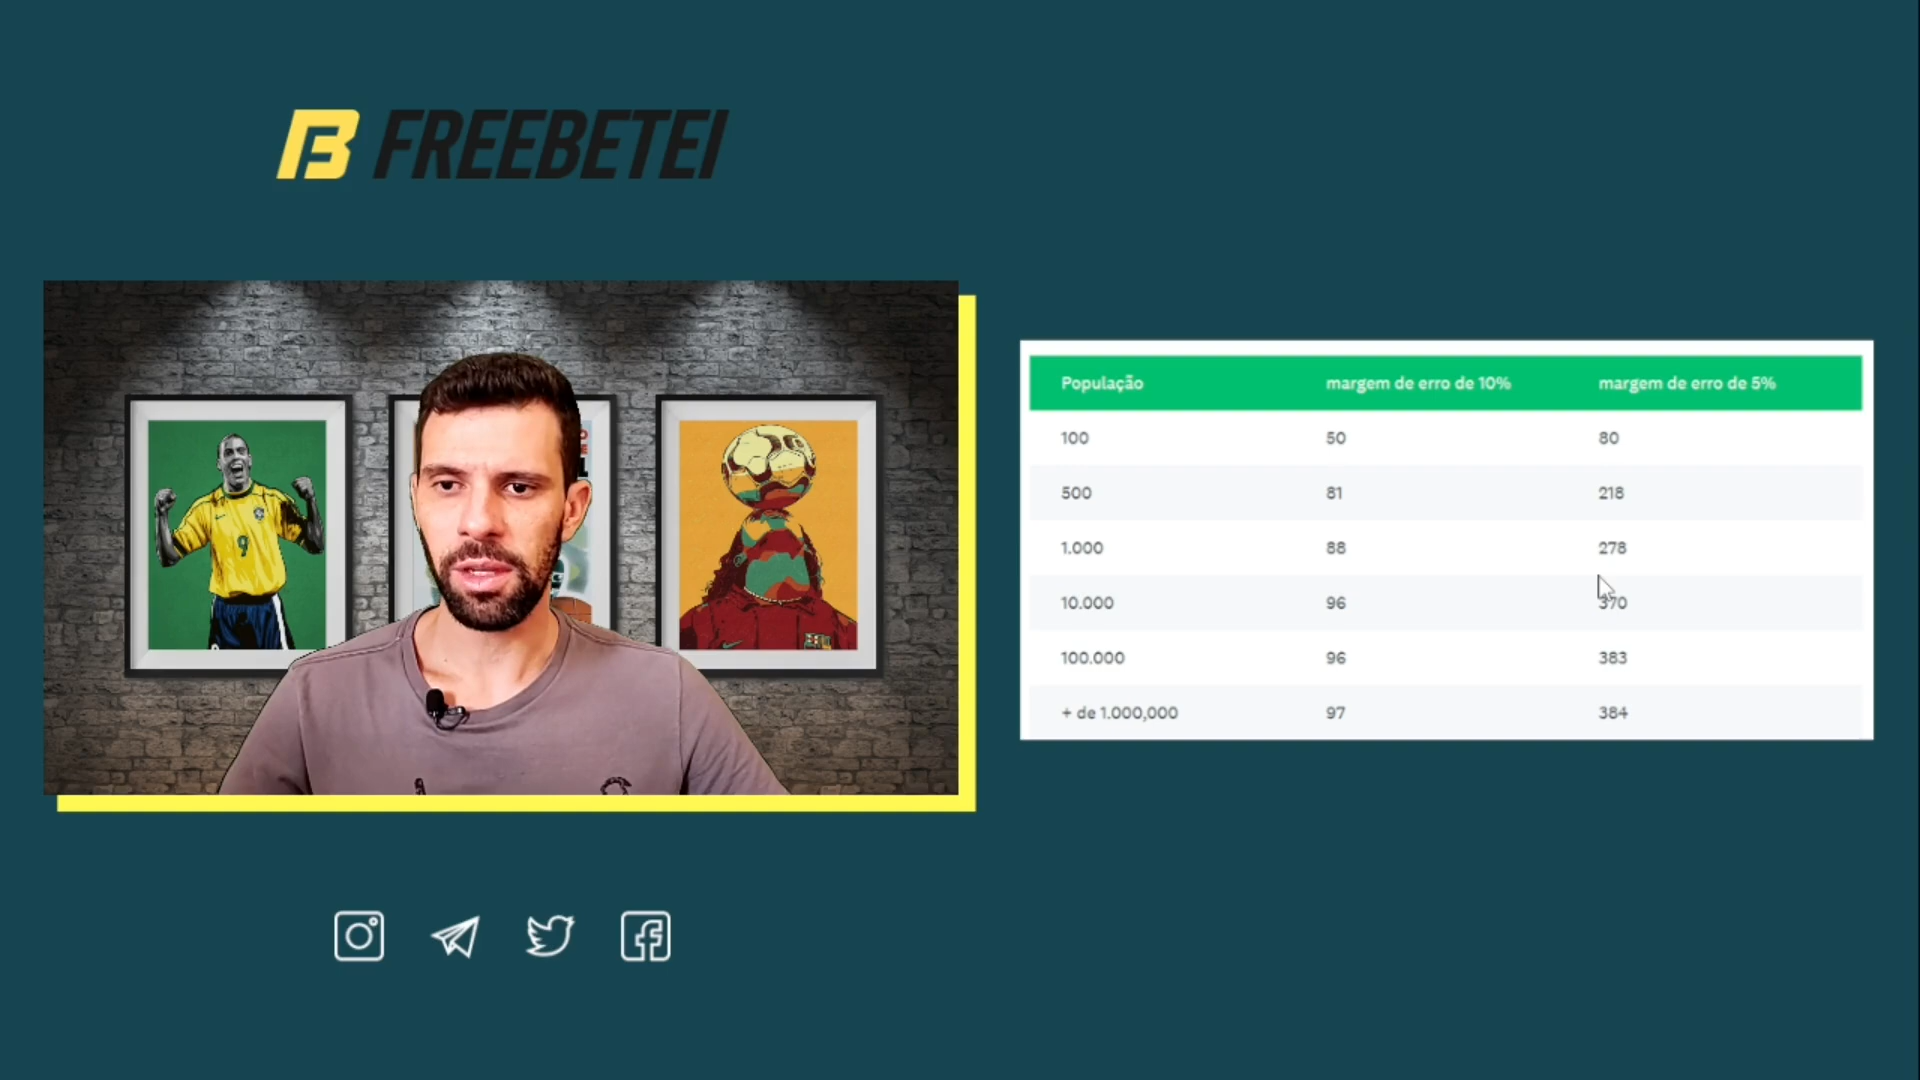 FREEBETEI
9
População margem de erro de 10% margem de erro de 5%
100 50 80
500 81 218
1.000 88 278
10.000 96 370
100.000 96 383
+ de 1.000,000 97 384